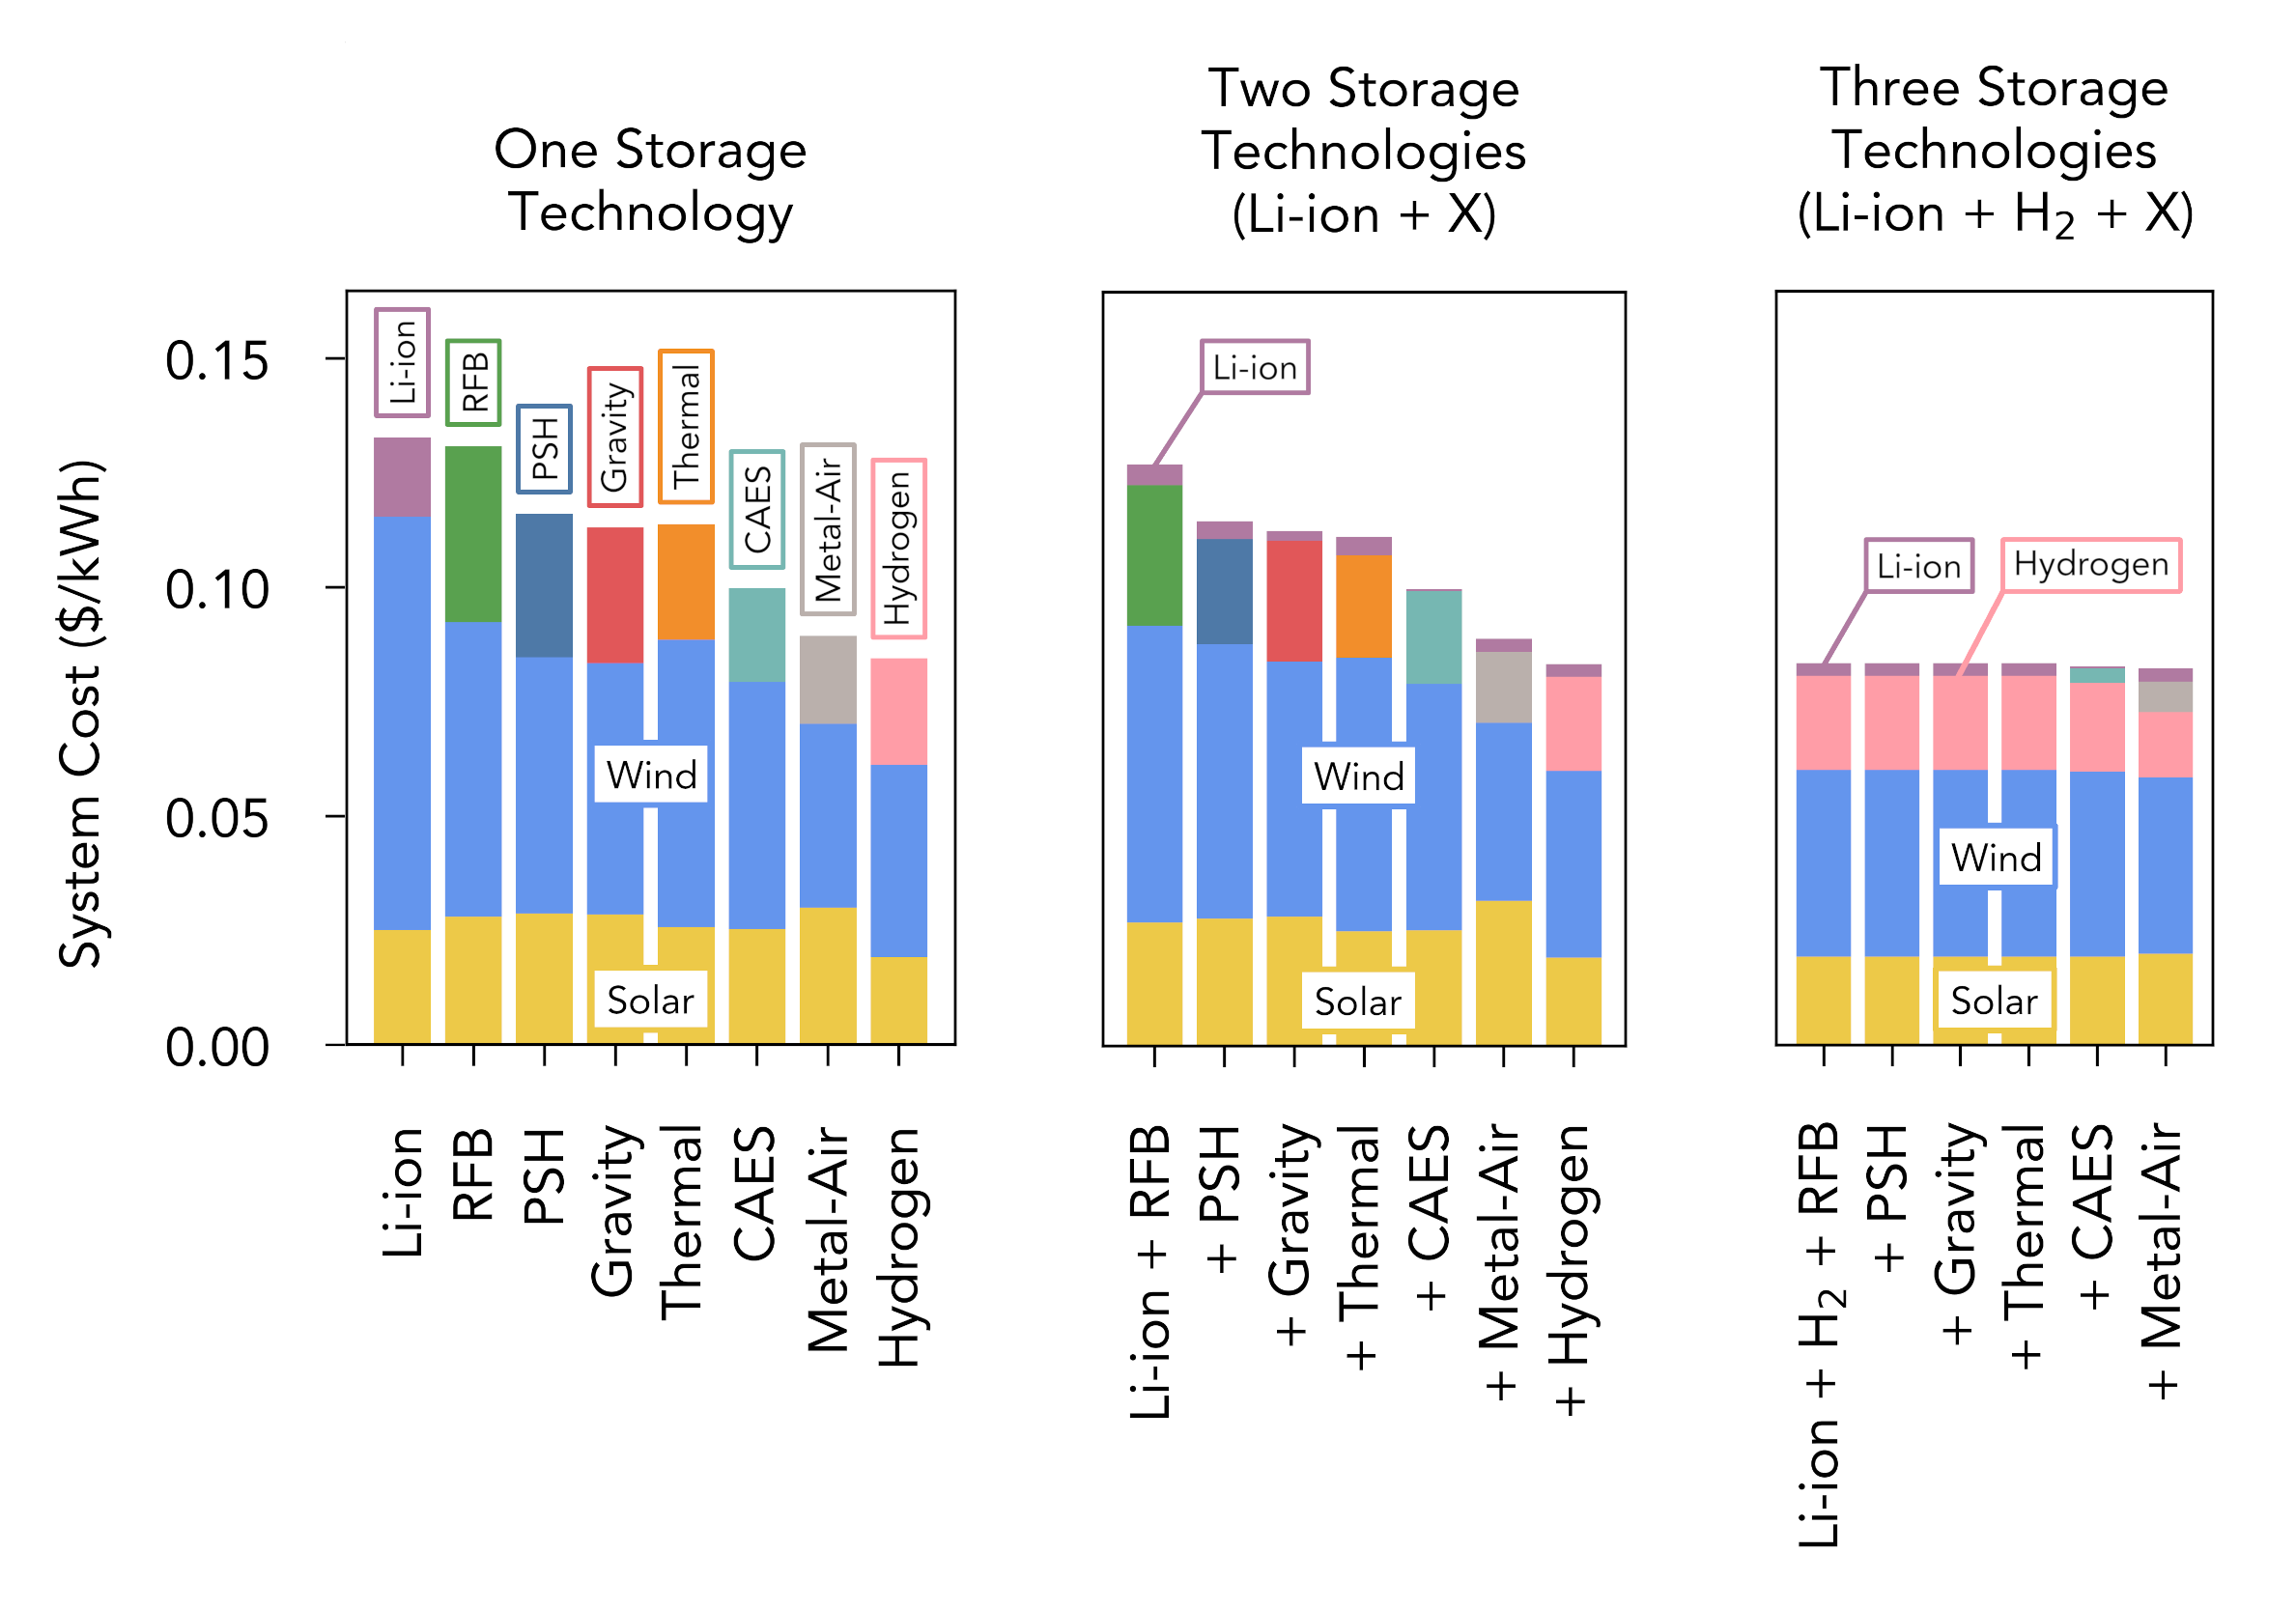 One Storage
Technology
Two Storage
Technologies
(Li-ion + X)
Three Storage
Technologies
(Li-ion + H₂ + X)
System Cost ($/kWh)
0.15
0.10
0.05
0.00
Li-ion
RFB
PSH
Gravity
Thermal
CAES
Metal-Air
Hydrogen
Wind
Solar
Li-ion
RFB
PSH
Gravity
Thermal
CAES
Metal-Air
Hydrogen
Li-ion
Wind
Solar
Li-ion + RFB
+ PSH
+ Gravity
+ Thermal
+ CAES
+ Metal-Air
+ Hydrogen
Li-ion
Hydrogen
Wind
Solar
Li-ion + H₂ + RFB
+ PSH
+ Gravity
+ Thermal
+ CAES
+ Metal-Air